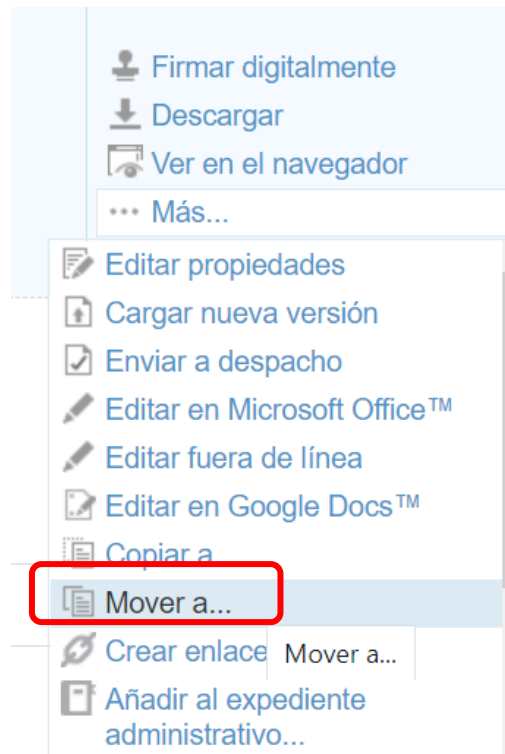 Firmar digitalmente
Descargar
Ver en el navegador
Más...
Editar propiedades
Cargar nueva versión
Enviar a despacho
Editar en Microsoft Office™
Editar fuera de línea
Editar en Google Docs™
Copiar a
Mover a...
Crear enlace
Mover a...
Añadir al expediente
administrativo...